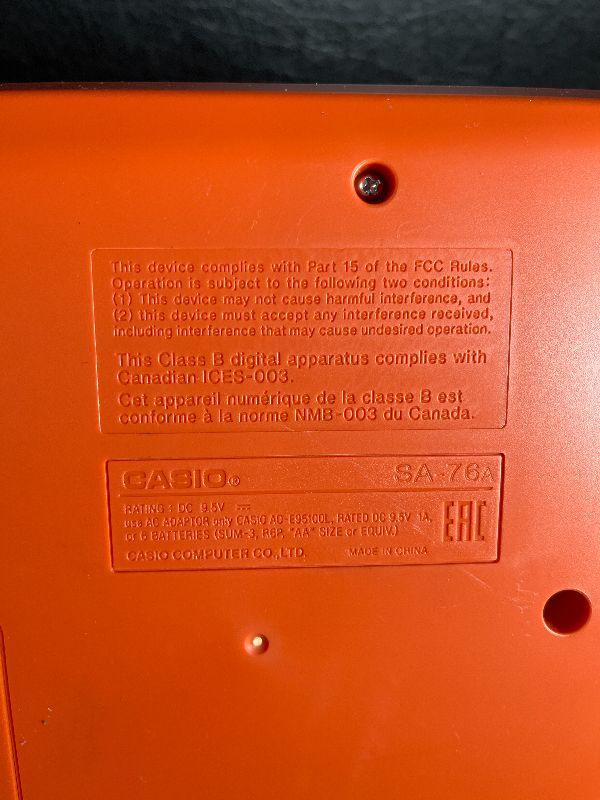 This device complies with Part 15 of the FCC Rules.
Operation is subject to the following two conditions:
(1) This device may not cause harmful interference, and
(2) this device must accept any interference received,
including interference that may cause undesired operation.
This Class B digital apparatus complies with
Canadian ICES-003.
Cet appareil numérique de la classe B est
conforme à la norme NMB-003 du Canada.
CASIO® SA-76A
RATING : DC 9.5V ⎓
use AC ADAPTOR only CASIO AD-E95100L, RATED DC 9.5V 1A,
or 6 BATTERIES (SUM-3, R6P, "AA" SIZE or EQUIV.)
EAC
CASIO COMPUTER CO., LTD. MADE IN CHINA